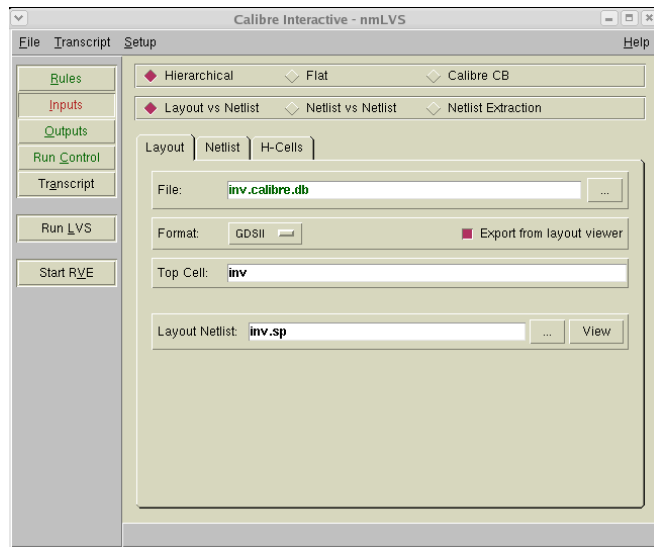 Calibre Interactive - nmLVS
File Transcript Setup Help
Rules
Inputs
Outputs
Run Control
Transcript
Run LVS
Start RVE
Hierarchical Flat Calibre CB
Layout vs Netlist Netlist vs Netlist Netlist Extraction
Layout Netlist H-Cells
File: inv.calibre.db ...
Format: GDSII Export from layout viewer
Top Cell: inv
Layout Netlist: inv.sp ... View